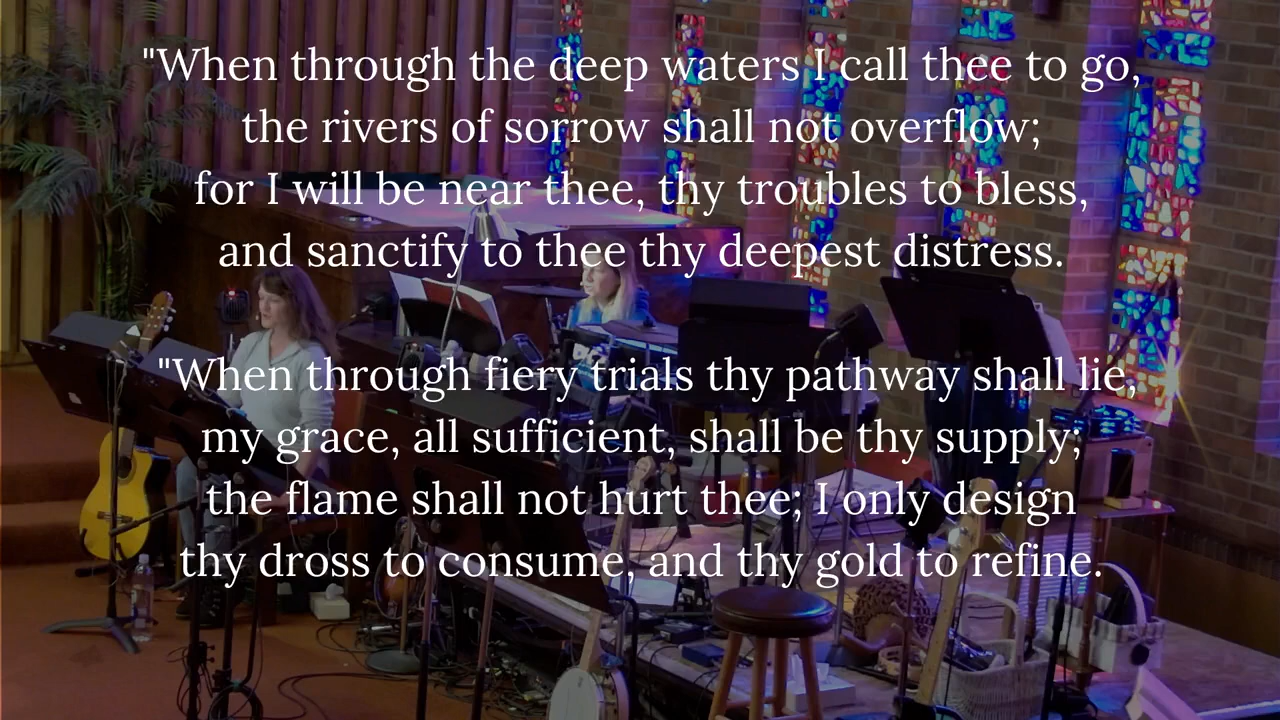 "When through the deep waters I call thee to go,
the rivers of sorrow shall not overflow;
for I will be near thee, thy troubles to bless,
and sanctify to thee thy deepest distress.
"When through fiery trials thy pathway shall lie,
my grace, all sufficient, shall be thy supply;
the flame shall not hurt thee; I only design
thy dross to consume, and thy gold to refine.